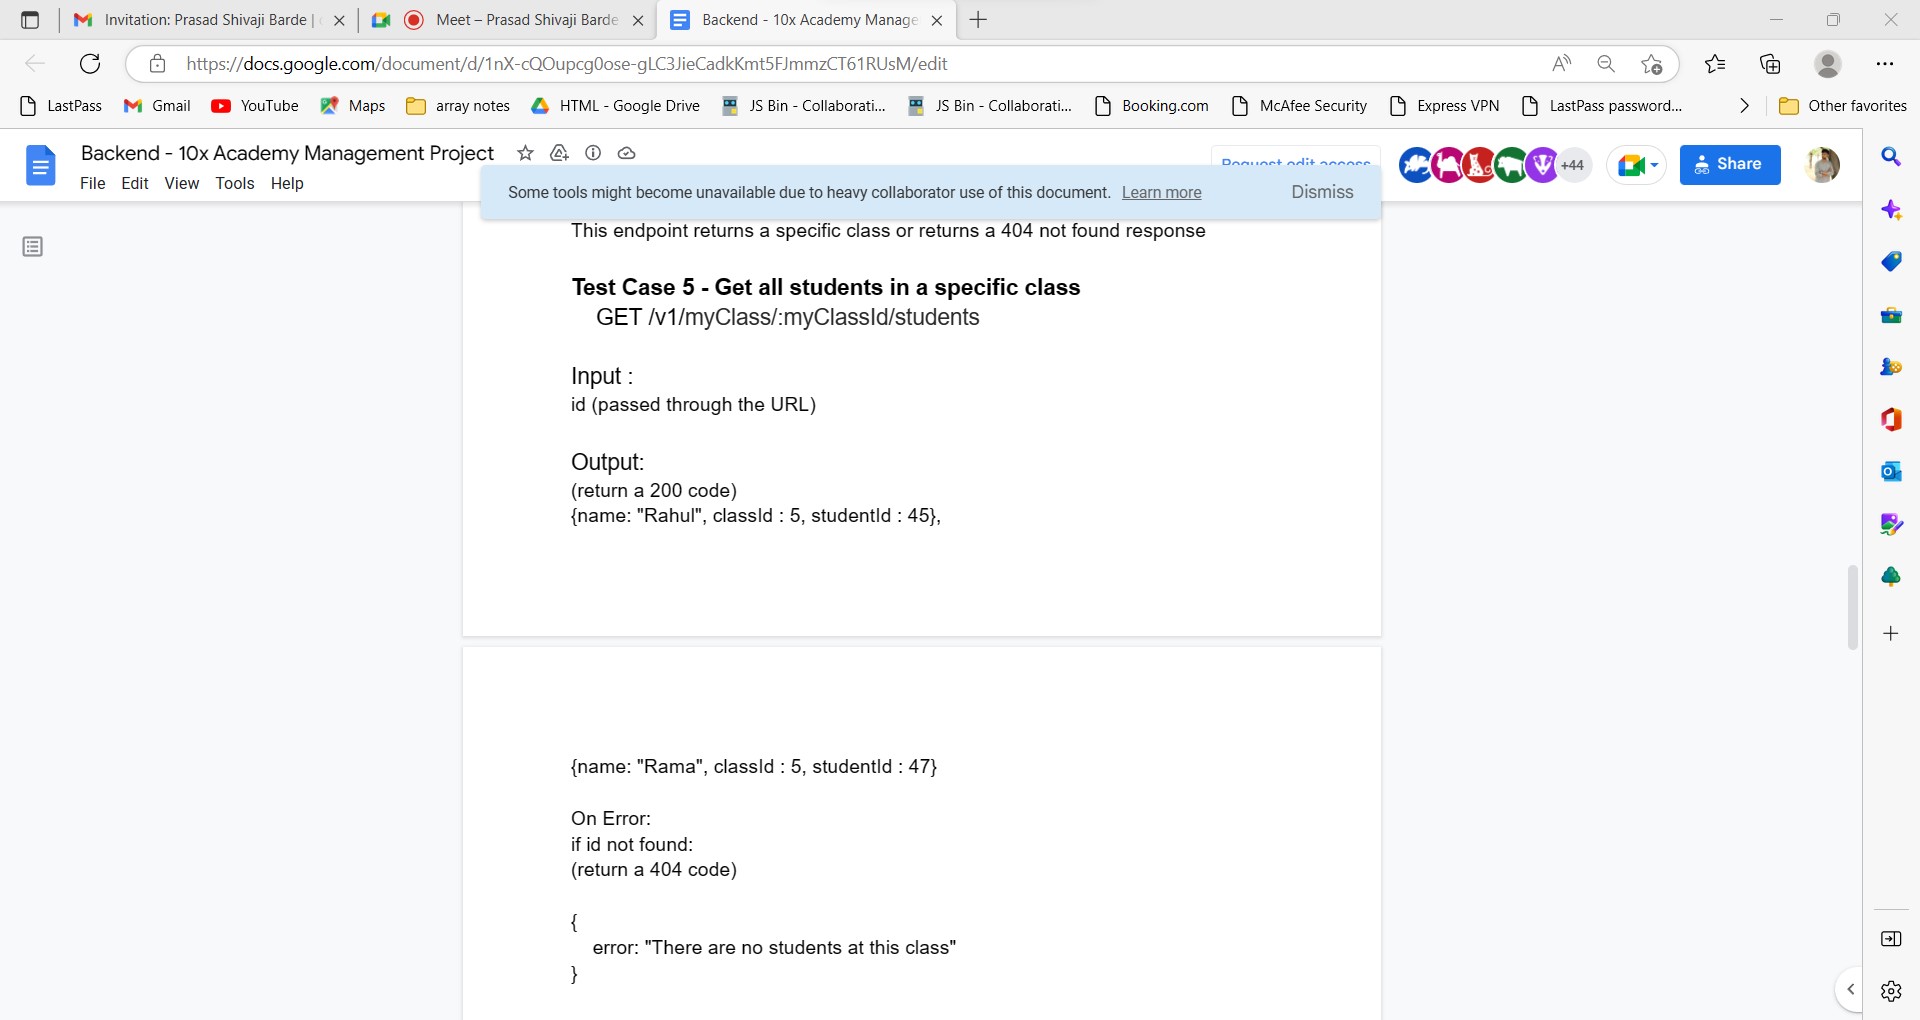 Invitation: Prasad Shivaji Barde |
Meet – Prasad Shivaji Barde
Backend - 10x Academy Manage
https://docs.google.com/document/d/1nX-cQOupcg0ose-gLC3JieCadkKmt5FJmmzCT61RUsM/edit
LastPass
Gmail
YouTube
Maps
array notes
HTML - Google Drive
JS Bin - Collaborati...
JS Bin - Collaborati...
Booking.com
McAfee Security
Express VPN
LastPass password...
Other favorites
Backend - 10x Academy Management Project
File Edit View Tools Help
Request edit access
+44
Share
Some tools might become unavailable due to heavy collaborator use of this document. Learn more Dismiss
This endpoint returns a specific class or returns a 404 not found response
Test Case 5 - Get all students in a specific class
GET /v1/myClass/:myClassId/students
Input :
id (passed through the URL)
Output:
(return a 200 code)
{name: "Rahul", classId : 5, studentId : 45},
{name: "Rama", classId : 5, studentId : 47}
On Error:
if id not found:
(return a 404 code)
{
error: "There are no students at this class"
}